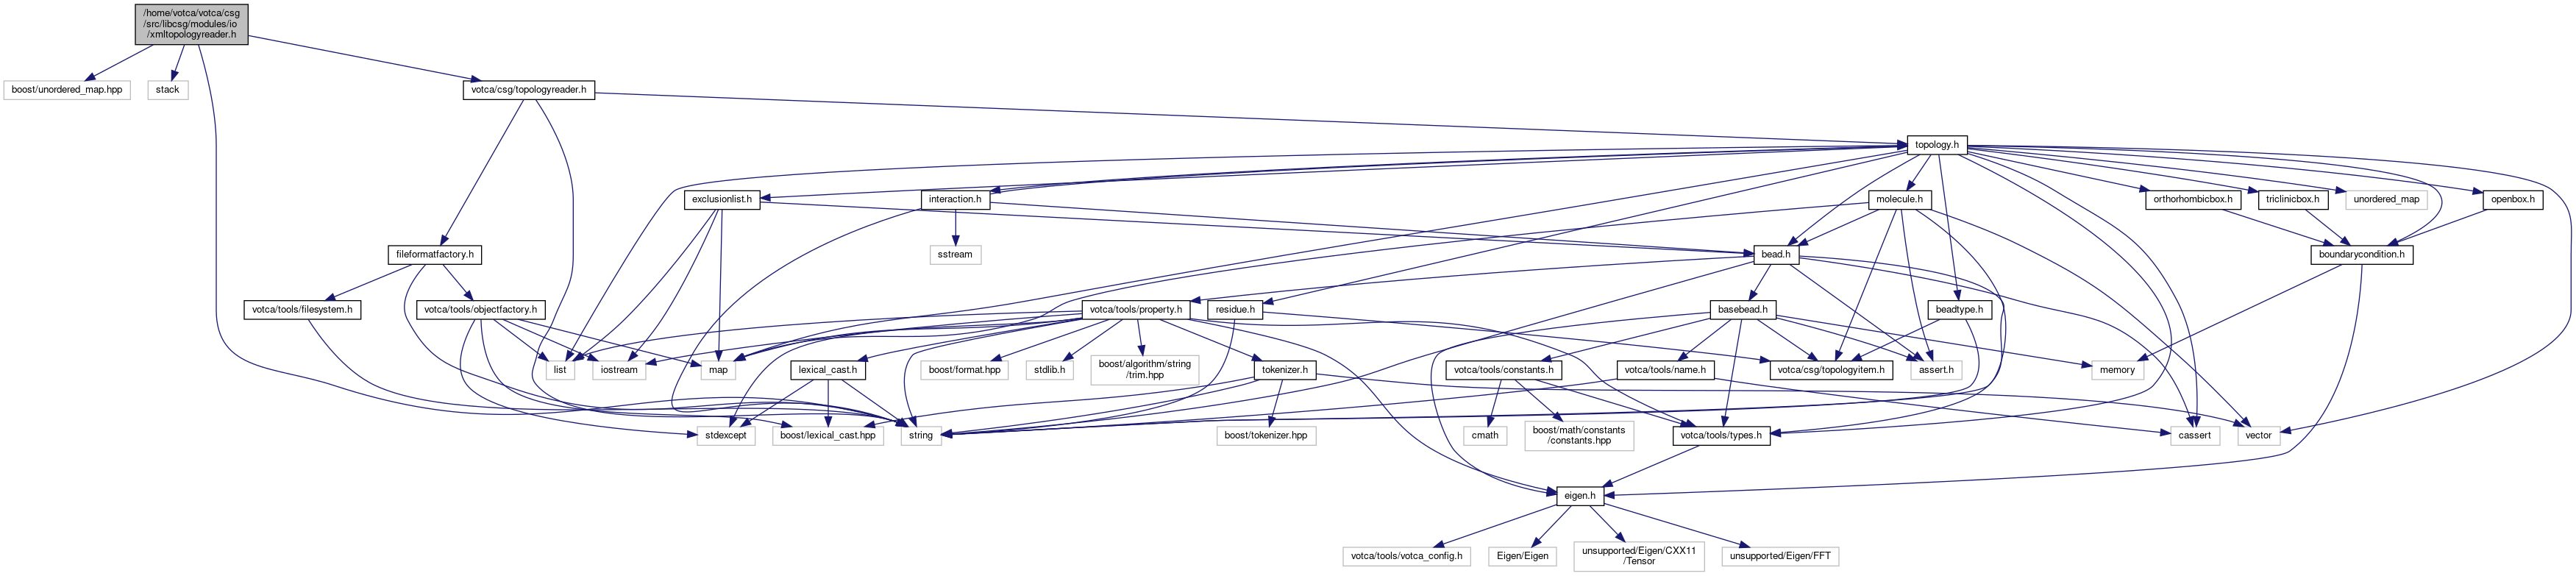 /home/votca/votca/csg
/src/libcsg/modules/io
/xmltopologyreader.h
boost/unordered_map.hpp
stack
votca/csg/topologyreader.h
topology.h
exclusionlist.h
interaction.h
molecule.h
orthorhombicbox.h
triclinicbox.h
unordered_map
openbox.h
fileformatfactory.h
sstream
bead.h
boundarycondition.h
votca/tools/filesystem.h
votca/tools/objectfactory.h
votca/tools/property.h
residue.h
basebead.h
beadtype.h
list
iostream
map
lexical_cast.h
boost/format.hpp
stdlib.h
boost/algorithm/string
/trim.hpp
tokenizer.h
votca/tools/constants.h
votca/tools/name.h
votca/csg/topologyitem.h
assert.h
memory
stdexcept
boost/lexical_cast.hpp
string
boost/tokenizer.hpp
cmath
boost/math/constants
/constants.hpp
votca/tools/types.h
cassert
vector
eigen.h
votca/tools/votca_config.h
Eigen/Eigen
unsupported/Eigen/CXX11
/Tensor
unsupported/Eigen/FFT